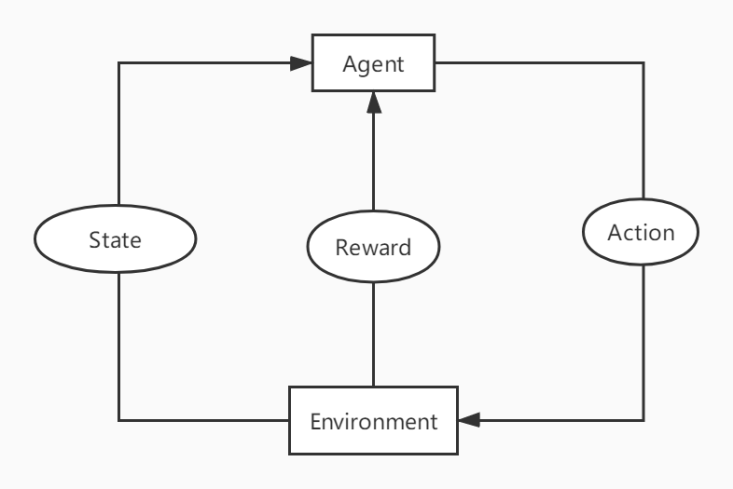 Agent
State
Reward
Action
Environment